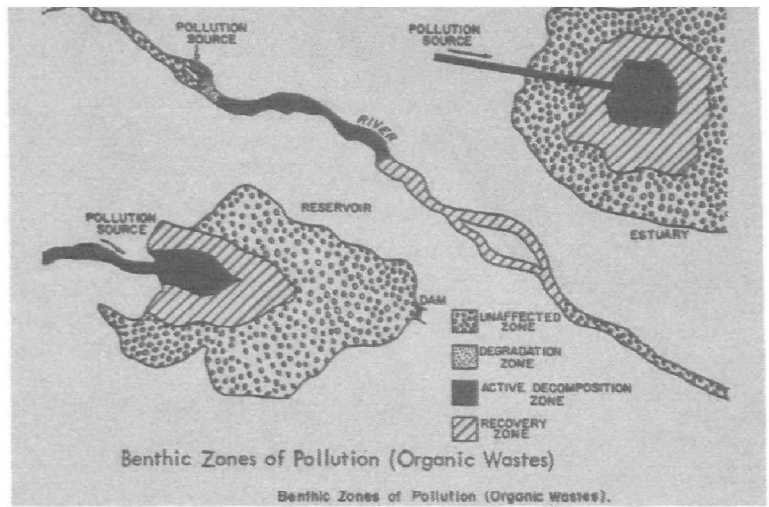 POLLUTION
SOURCE
POLLUTION
SOURCE
RIVER
RESERVOIR
POLLUTION
SOURCE
ESTUARY
DAM
UNAFFECTED
ZONE
DEGRADATION
ZONE
ACTIVE DECOMPOSITION
ZONE
RECOVERY
ZONE
Benthic Zones of Pollution (Organic Wastes)
Benthic Zones of Pollution (Organic Wastes).